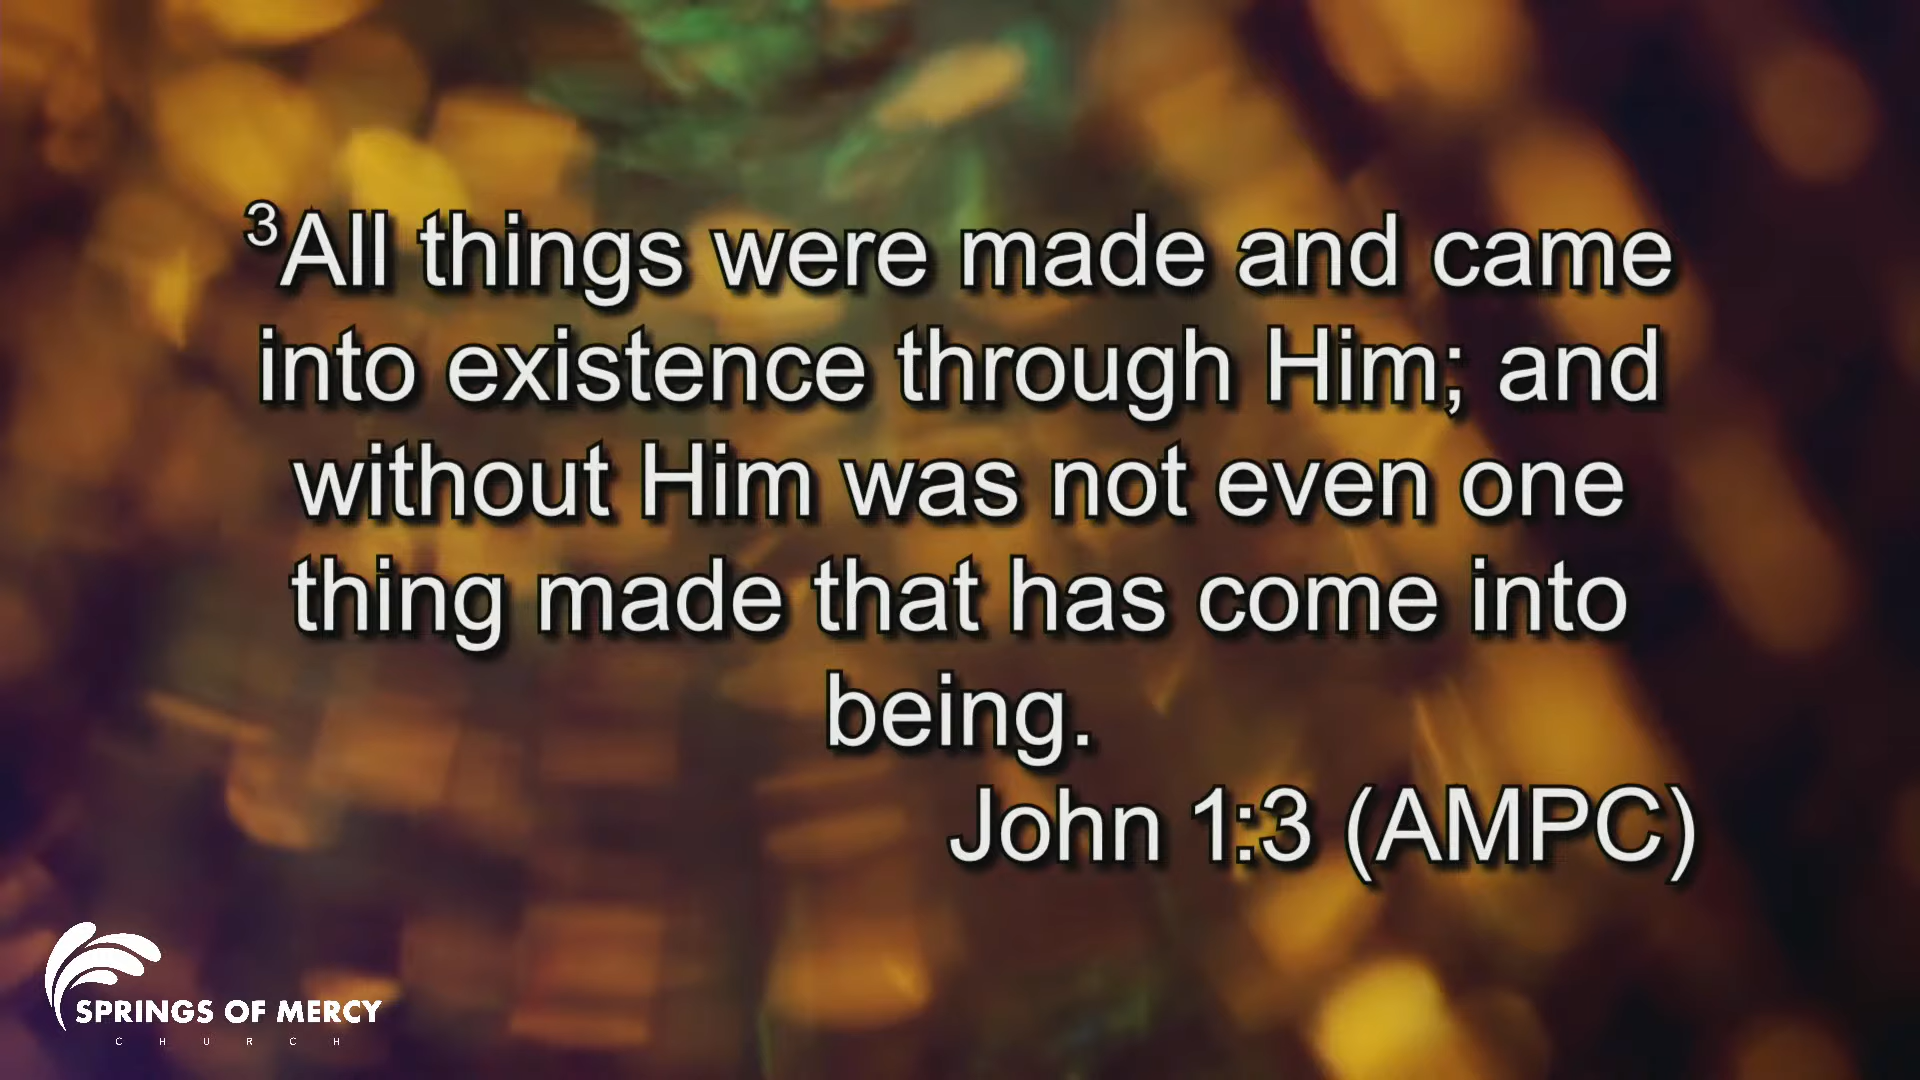 ³All things were made and came
into existence through Him; and
without Him was not even one
thing made that has come into
being.
John 1:3 (AMPC)
SPRINGS OF MERCY
CHURCH